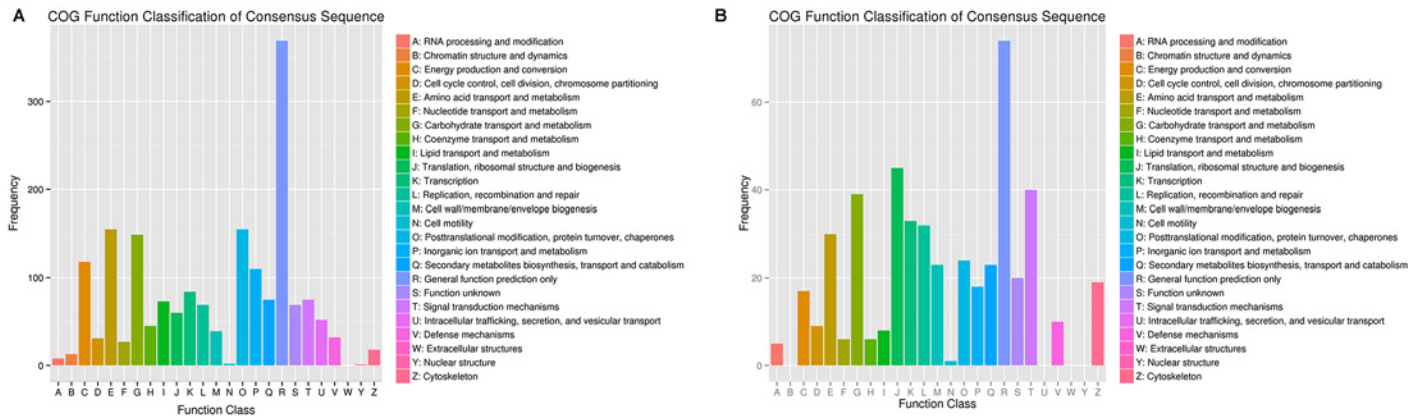 A
COG Function Classification of Consensus Sequence
Frequency
300
200
100
0
A B C D E F G H I J K L M N O P Q R S T U V W Y Z
Function Class
A: RNA processing and modification
B: Chromatin structure and dynamics
C: Energy production and conversion
D: Cell cycle control, cell division, chromosome partitioning
E: Amino acid transport and metabolism
F: Nucleotide transport and metabolism
G: Carbohydrate transport and metabolism
H: Coenzyme transport and metabolism
I: Lipid transport and metabolism
J: Translation, ribosomal structure and biogenesis
K: Transcription
L: Replication, recombination and repair
M: Cell wall/membrane/envelope biogenesis
N: Cell motility
O: Posttranslational modification, protein turnover, chaperones
P: Inorganic ion transport and metabolism
Q: Secondary metabolites biosynthesis, transport and catabolism
R: General function prediction only
S: Function unknown
T: Signal transduction mechanisms
U: Intracellular trafficking, secretion, and vesicular transport
V: Defense mechanisms
W: Extracellular structures
Y: Nuclear structure
Z: Cytoskeleton
B
COG Function Classification of Consensus Sequence
Frequency
60
40
20
0
A B C D E F G H I J K L M N O P Q R S T U V W Y Z
Function Class
A: RNA processing and modification
B: Chromatin structure and dynamics
C: Energy production and conversion
D: Cell cycle control, cell division, chromosome partitioning
E: Amino acid transport and metabolism
F: Nucleotide transport and metabolism
G: Carbohydrate transport and metabolism
H: Coenzyme transport and metabolism
I: Lipid transport and metabolism
J: Translation, ribosomal structure and biogenesis
K: Transcription
L: Replication, recombination and repair
M: Cell wall/membrane/envelope biogenesis
N: Cell motility
O: Posttranslational modification, protein turnover, chaperones
P: Inorganic ion transport and metabolism
Q: Secondary metabolites biosynthesis, transport and catabolism
R: General function prediction only
S: Function unknown
T: Signal transduction mechanisms
U: Intracellular trafficking, secretion, and vesicular transport
V: Defense mechanisms
W: Extracellular structures
Y: Nuclear structure
Z: Cytoskeleton